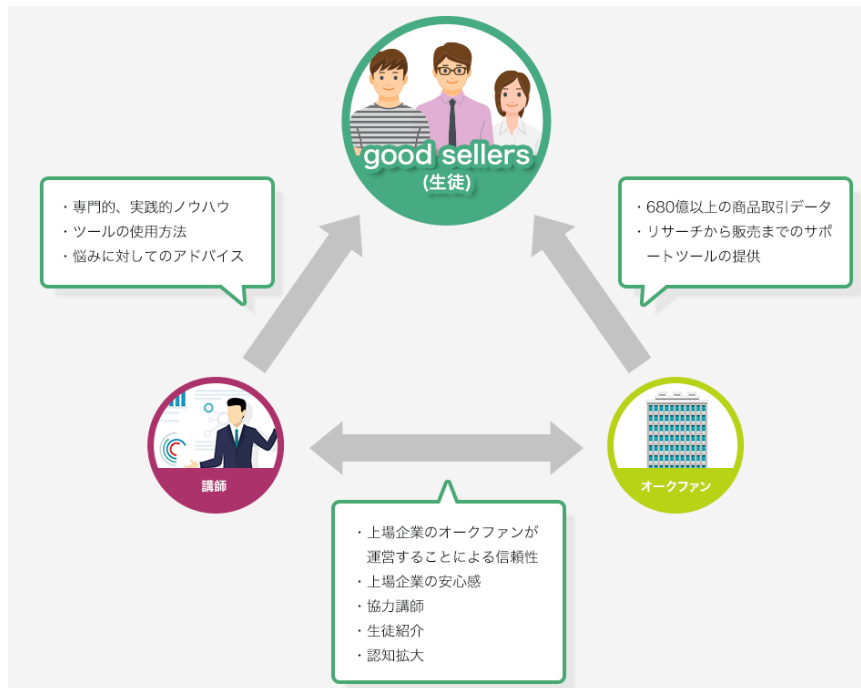 good sellers
(生徒)
・専門的、実践的ノウハウ
・ツールの使用方法
・悩みに対してのアドバイス
・680億以上の商品取引データ
・リサーチから販売までのサポ
ートツールの提供
講師
オークファン
・上場企業のオークファンが
運営することによる信頼性
・上場企業の安心感
・協力講師
・生徒紹介
・認知拡大